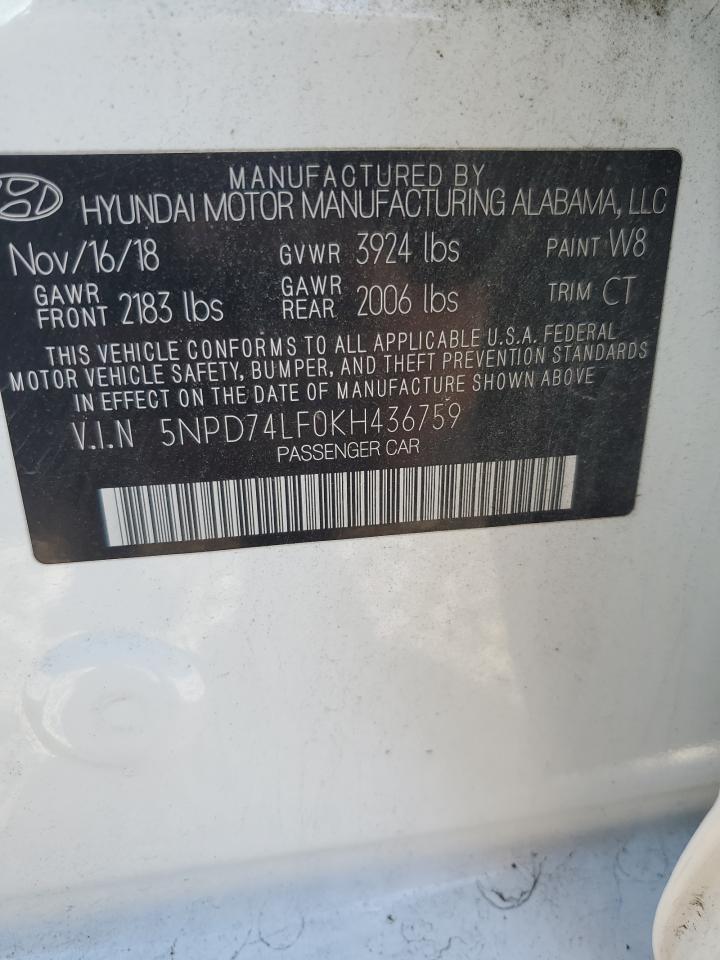 MANUFACTURED BY
HYUNDAI MOTOR MANUFACTURING ALABAMA, LLC
Nov/16/18 GVWR 3924 lbs PAINT W8
GAWR FRONT 2183 lbs GAWR REAR 2006 lbs TRIM CT
THIS VEHICLE CONFORMS TO ALL APPLICABLE U.S.A. FEDERAL
MOTOR VEHICLE SAFETY, BUMPER, AND THEFT PREVENTION STANDARDS
IN EFFECT ON THE DATE OF MANUFACTURE SHOWN ABOVE
V.I.N 5NPD74LF0KH436759
PASSENGER CAR